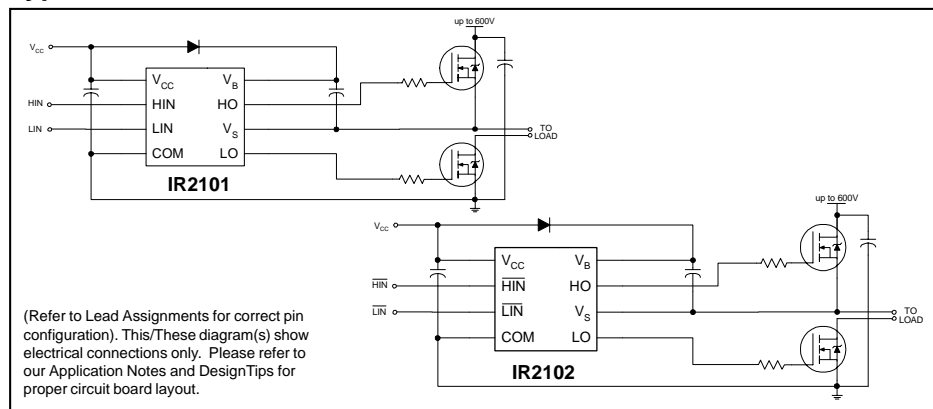 up to 600V
VCC
VCC
VB
HIN
HIN
HO
LIN
LIN
VS
TO
LOAD
COM
LO
IR2101
up to 600V
VCC
VCC
VB
HIN
HIN
HO
LIN
LIN
VS
TO
LOAD
COM
LO
IR2102
(Refer to Lead Assignments for correct pin
configuration). This/These diagram(s) show
electrical connections only. Please refer to
our Application Notes and DesignTips for
proper circuit board layout.